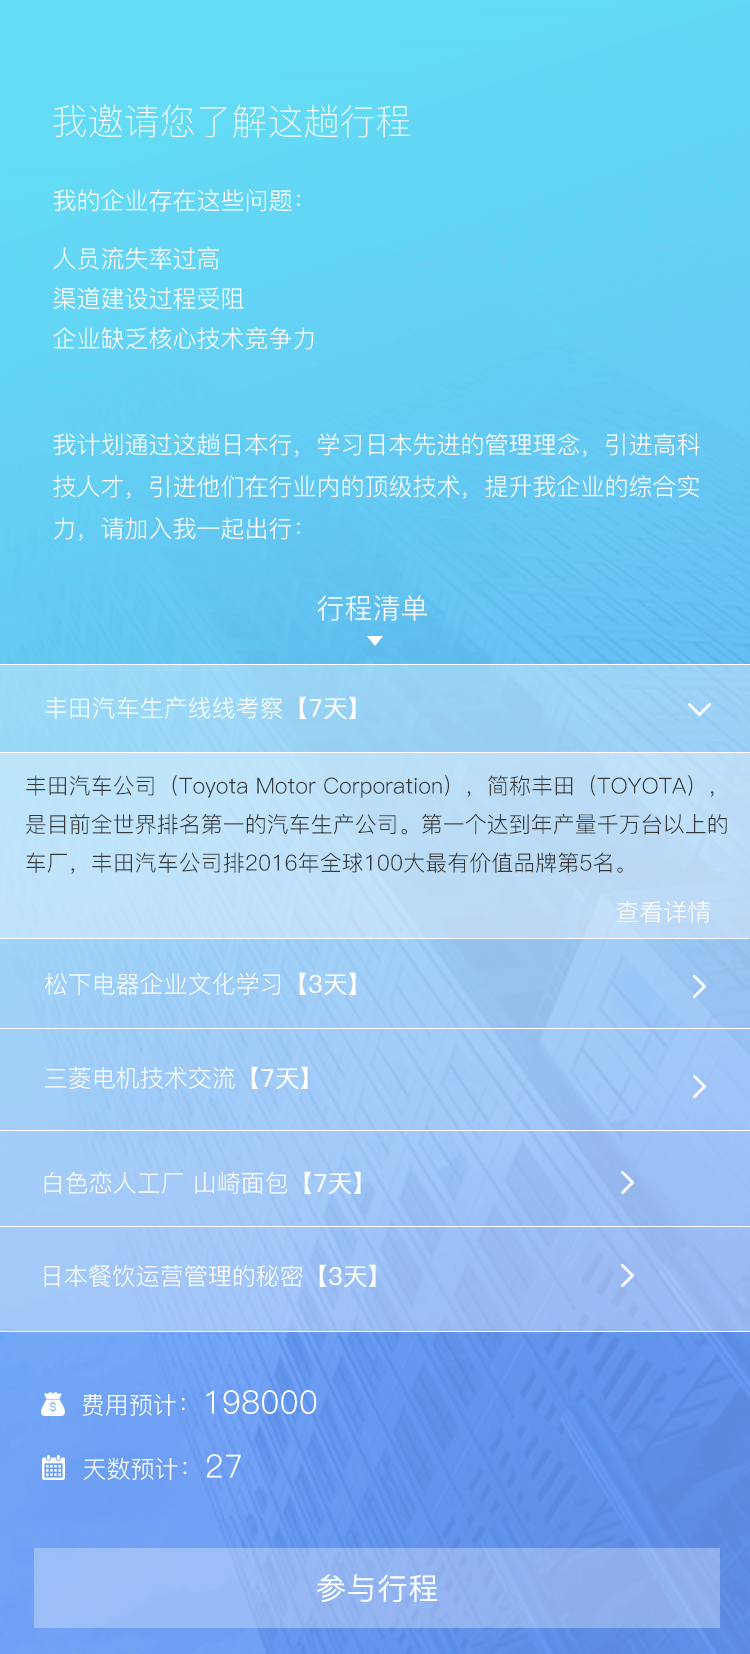 我邀请您了解这趟行程
我的企业存在这些问题：
人员流失率过高
渠道建设过程受阻
企业缺乏核心技术竞争力
我计划通过这趟日本行，学习日本先进的管理理念，引进高科
技人才，引进他们在行业内的顶级技术，提升我企业的综合实
力，请加入我一起出行：
行程清单
丰田汽车生产线线考察【7天】
丰田汽车公司（Toyota Motor Corporation），简称丰田（TOYOTA），
是目前全世界排名第一的汽车生产公司。第一个达到年产量千万台以上的
车厂，丰田汽车公司排2016年全球100大最有价值品牌第5名。
查看详情
松下电器企业文化学习【3天】
三菱电机技术交流【7天】
白色恋人工厂 山崎面包【7天】
日本餐饮运营管理的秘密【3天】
费用预计：198000
天数预计：27
参与行程